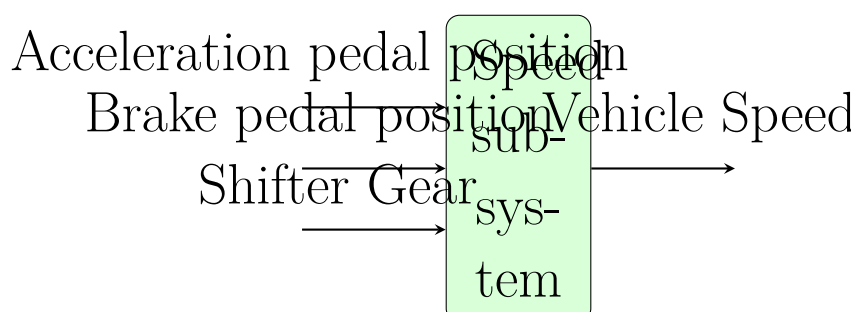 Acceleration pedal position
Brake pedal position
Shifter Gear
Speed
sub-
sys-
tem
Vehicle Speed